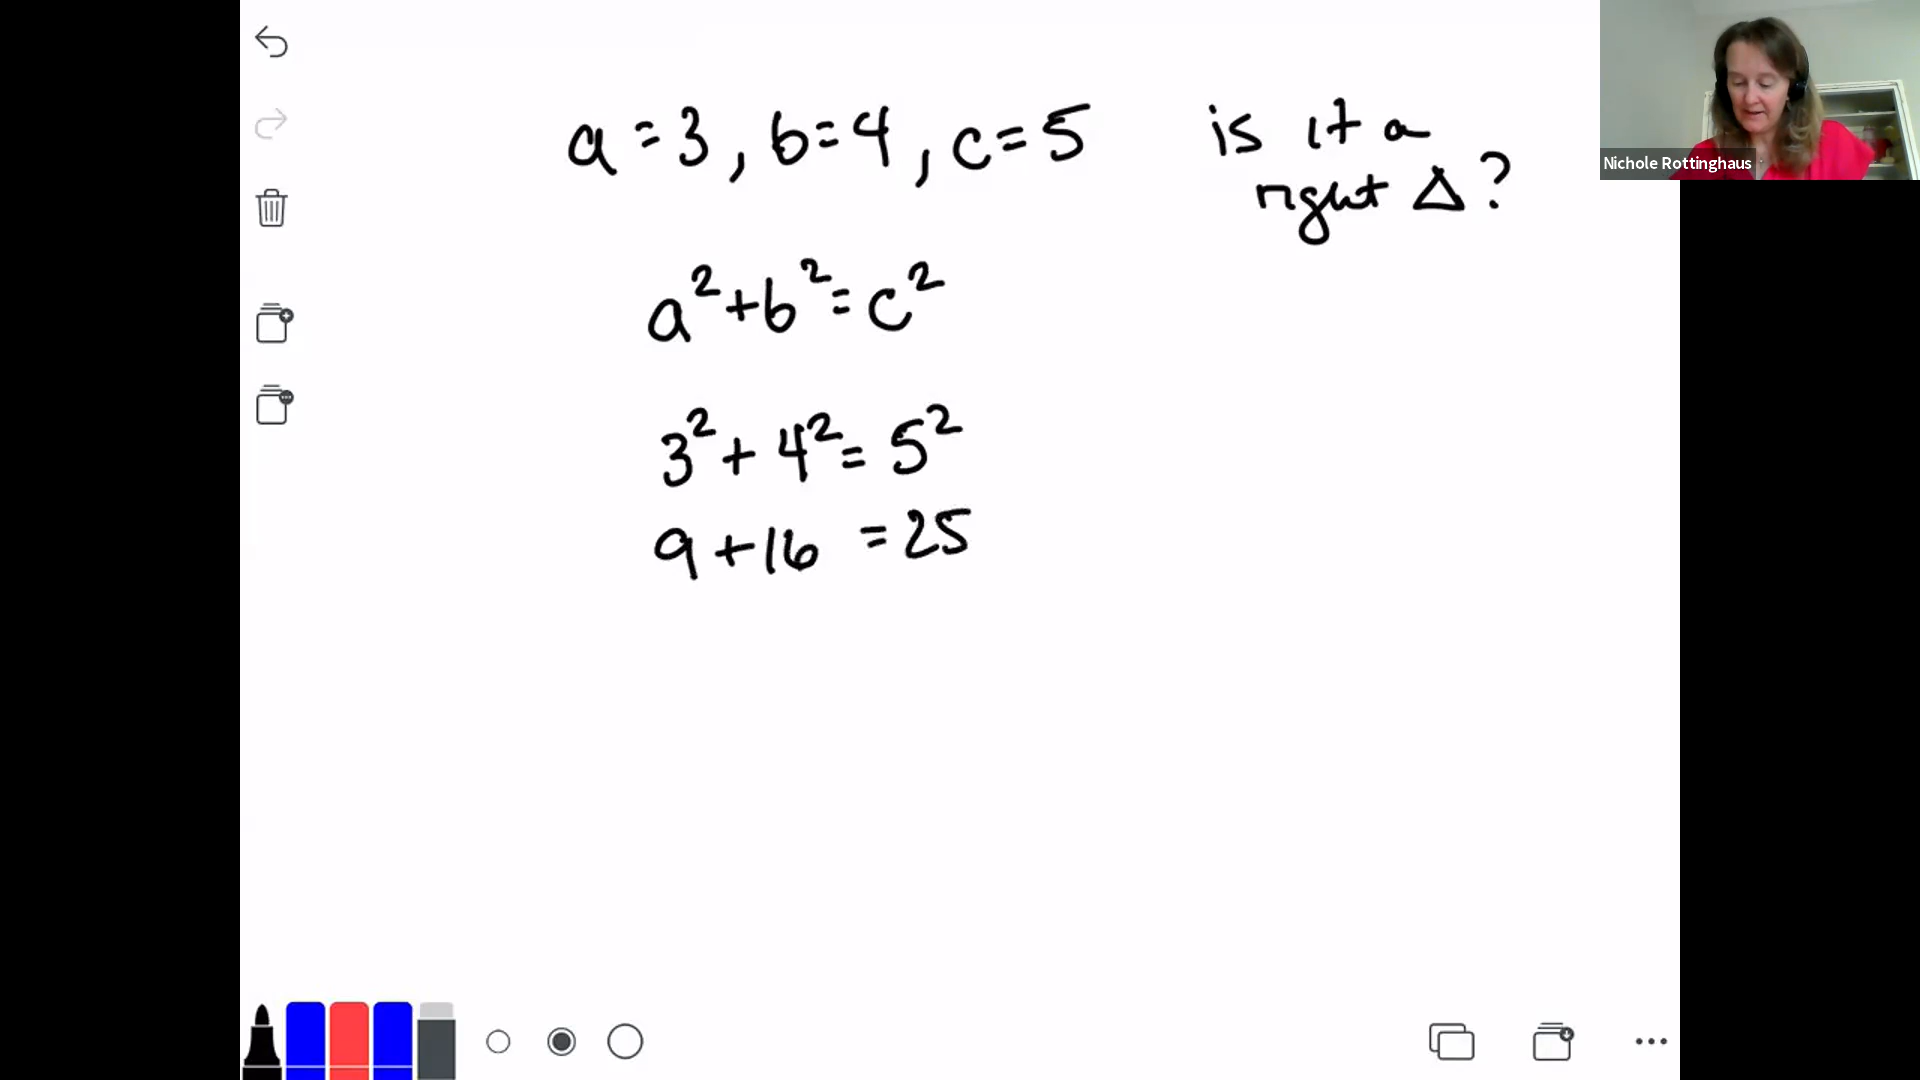 a = 3, b = 4, c = 5
is it a
right Δ?
Nichole Rottinghaus
a² + b² = c²
3² + 4² = 5²
9 + 16 = 25